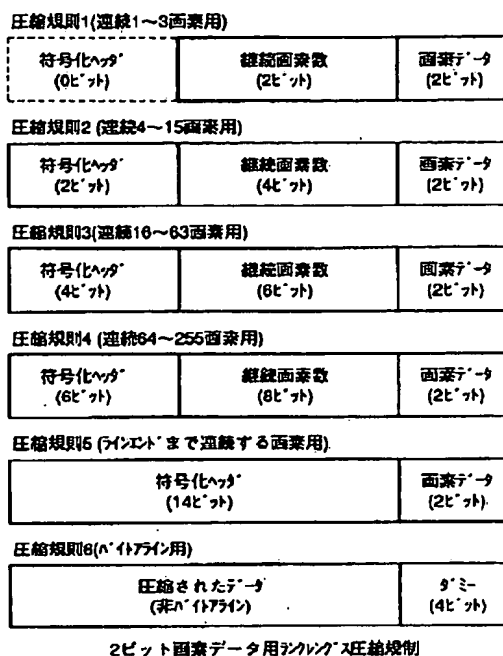 圧縮規則1(連続1～3画素用)
符号化ヘッダ 継続画素数 画素データ
(0ビット) (2ビット) (2ビット)
圧縮規則2 (連続4～15画素用)
符号化ヘッダ 継続画素数 画素データ
(2ビット) (4ビット) (2ビット)
圧縮規則3(連続16～63画素用)
符号化ヘッダ 継続画素数 画素データ
(4ビット) (6ビット) (2ビット)
圧縮規則4 (連続64～255画素用)
符号化ヘッダ 継続画素数 画素データ
(6ビット) (8ビット) (2ビット)
圧縮規則5 (ラインエンドまで連続する画素用)
符号化ヘッダ 画素データ
(14ビット) (2ビット)
圧縮規則6(バイトアライン用)
圧縮されたデータ ダミー
(非バイトアライン) (4ビット)
2ビット画素データ用ランレングス圧縮規制